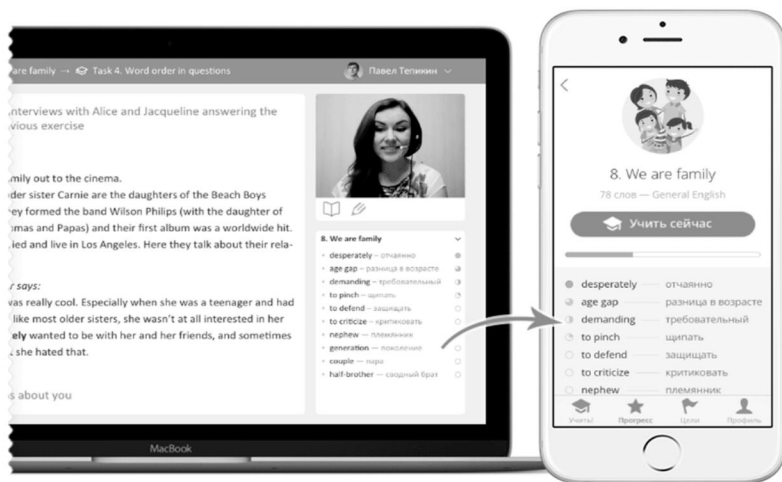 are family → Task 4. Word order in questions
Павел Тепикин
interviews with Alice and Jacqueline answering the
vious exercise
mily out to the cinema.
der sister Carnie are the daughters of the Beach Boys
ey formed the band Wilson Philips (with the daughter of
mas and Papas) and their first album was a worldwide hit.
ied and live in Los Angeles. Here they talk about their rela-
r says:
was really cool. Especially when she was a teenager and had
like most older sisters, she wasn't at all interested in her
ely wanted to be with her and her friends, and sometimes
t she hated that.
s about you
8. We are family
desperately — отчаянно
age gap — разница в возрасте
demanding — требовательный
to pinch — щипать
to defend — защищать
to criticize — критиковать
nephew — племянник
generation — поколение
couple — пара
half-brother — сводный брат
MacBook
8. We are family
78 слов — General English
Учить сейчас
desperately — отчаянно
age gap — разница в возрасте
demanding — требовательный
to pinch — щипать
to defend — защищать
to criticize — критиковать
nephew — племянник
Учить! Прогресс Цели Профиль